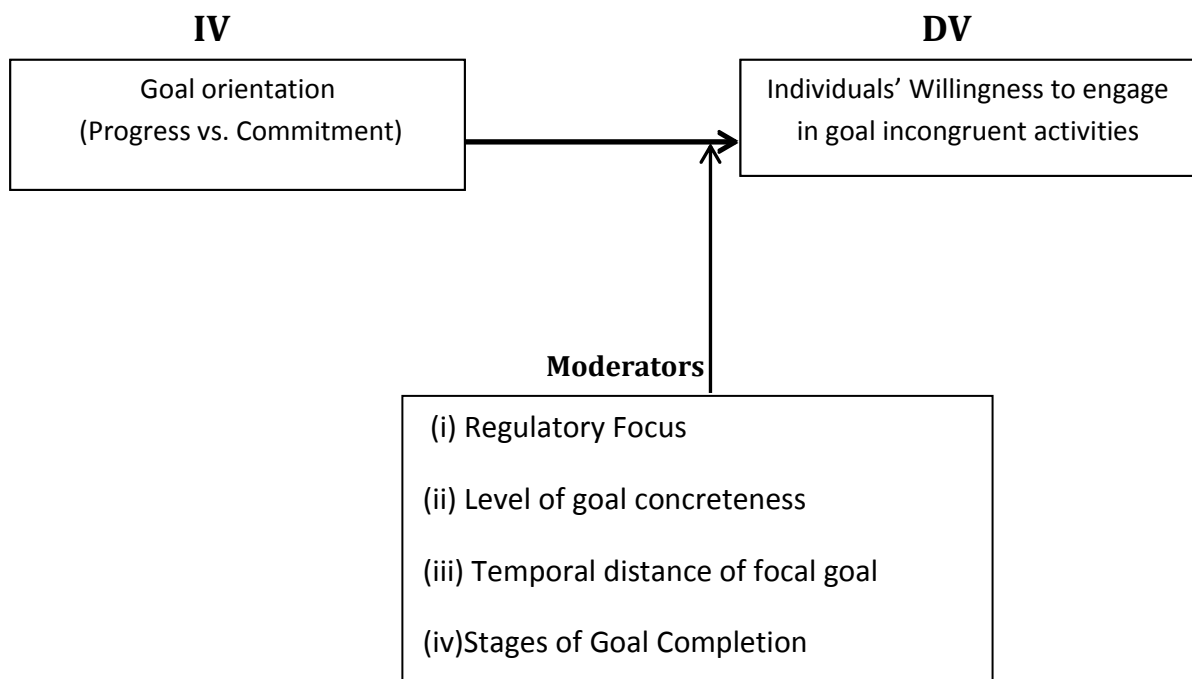 IV
DV
Goal orientation
(Progress vs. Commitment)
Individuals’ Willingness to engage
in goal incongruent activities
Moderators
(i) Regulatory Focus
(ii) Level of goal concreteness
(iii) Temporal distance of focal goal
(iv)Stages of Goal Completion